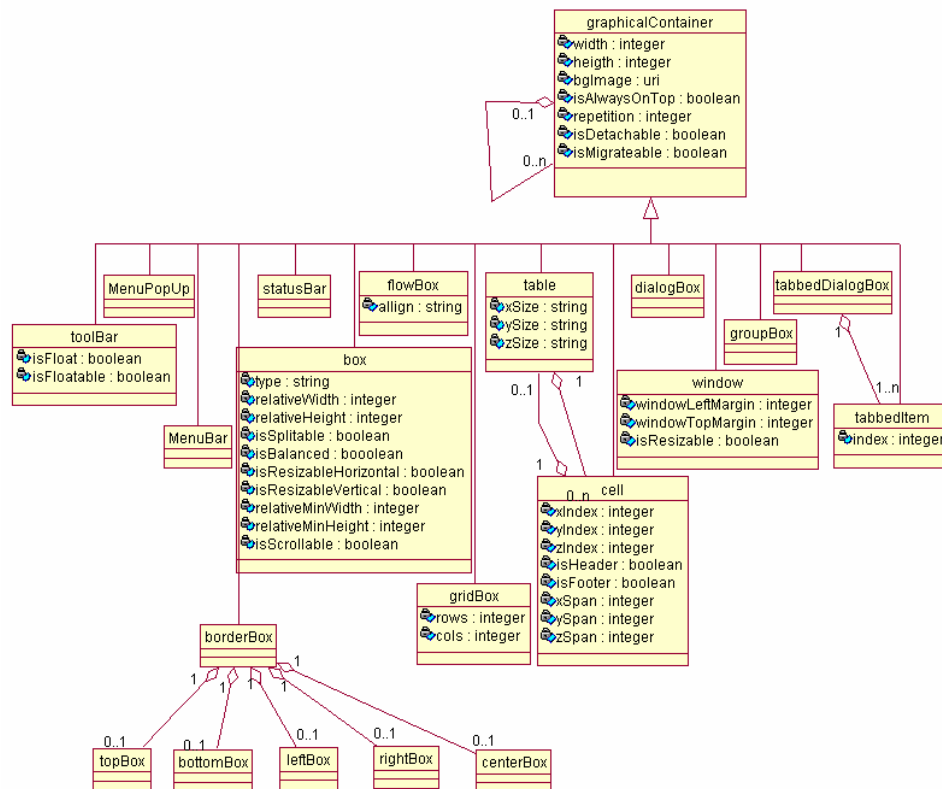 graphicalContainer
width : integer
heigth : integer
bgImage : uri
isAlwaysOnTop : boolean
repetition : integer
isDetachable : boolean
isMigrateable : boolean
0..1
0..n
MenuPopUp
statusBar
flowBox
allign : string
table
xSize : string
ySize : string
zSize : string
dialogBox
tabbedDialogBox
toolBar
isFloat : boolean
isFloatable : boolean
groupBox
box
type : string
relativeWidth : integer
relativeHeight : integer
isSplitable : boolean
isBalanced : booolean
isResizableHorizontal : boolean
isResizableVertical : boolean
relativeMinWidth : integer
relativeMinHeight : integer
isScrollable : boolean
window
windowLeftMargin : integer
windowTopMargin : integer
isResizable : boolean
1
1..n
tabbedItem
index : integer
MenuBar
0..1
1
1
0..n
cell
xIndex : integer
yIndex : integer
zIndex : integer
isHeader : boolean
isFooter : boolean
xSpan : integer
ySpan : integer
zSpan : integer
gridBox
rows : integer
cols : integer
borderBox
1
1
1
1
1
0..1
0..1
0..1
0..1
0..1
topBox
bottomBox
leftBox
rightBox
centerBox